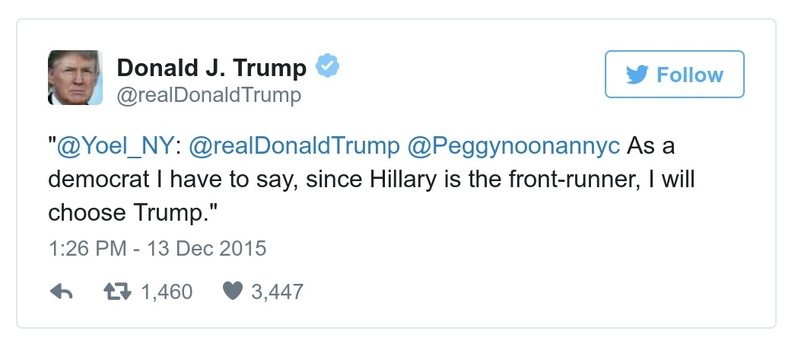 Donald J. Trump
@realDonaldTrump
Follow
"@Yoel_NY: @realDonaldTrump @Peggynoonannyc As a
democrat I have to say, since Hillary is the front-runner, I will
choose Trump."
1:26 PM - 13 Dec 2015
1,460 3,447